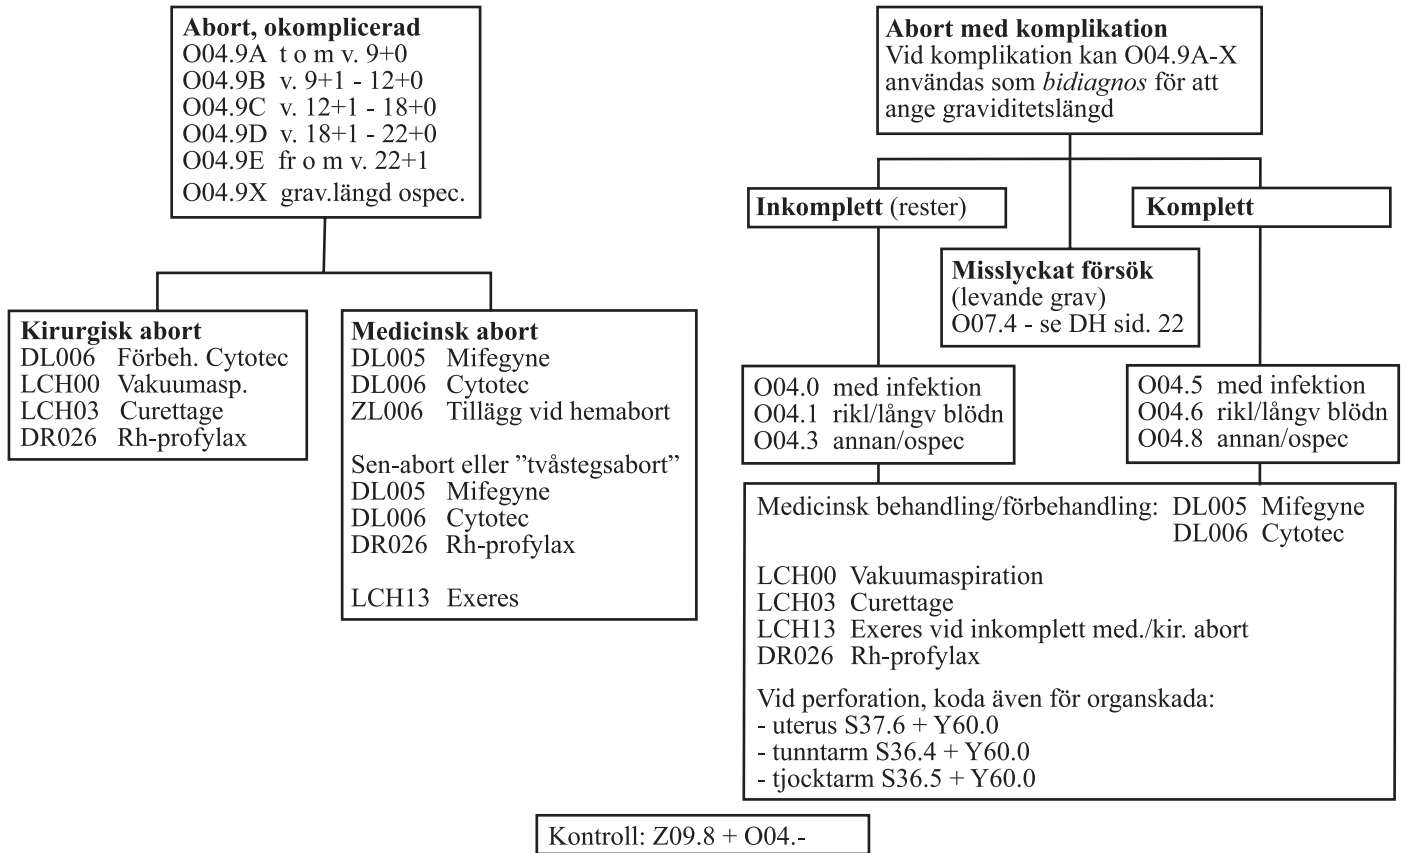 Abort, okomplicerad
O04.9A t o m v. 9+0
O04.9B v. 9+1 - 12+0
O04.9C v. 12+1 - 18+0
O04.9D v. 18+1 - 22+0
O04.9E fr o m v. 22+1
O04.9X grav.längd ospec.
Kirurgisk abort
DL006 Förbeh. Cytotec
LCH00 Vakuumasp.
LCH03 Curettage
DR026 Rh-profylax
Medicinsk abort
DL005 Mifegyne
DL006 Cytotec
ZL006 Tillägg vid hemabort
Sen-abort eller ”tvåstegsabort”
DL005 Mifegyne
DL006 Cytotec
DR026 Rh-profylax
LCH13 Exeres
Abort med komplikation
Vid komplikation kan O04.9A-X
användas som bidiagnos för att
ange graviditetslängd
Inkomplett (rester)
Komplett
Misslyckat försök
(levande grav)
O07.4 - se DH sid. 22
O04.0 med infektion
O04.1 rikl/långv blödn
O04.3 annan/ospec
O04.5 med infektion
O04.6 rikl/långv blödn
O04.8 annan/ospec
Medicinsk behandling/förbehandling: DL005 Mifegyne
DL006 Cytotec
LCH00 Vakuumaspiration
LCH03 Curettage
LCH13 Exeres vid inkomplett med./kir. abort
DR026 Rh-profylax
Vid perforation, koda även för organskada:
- uterus S37.6 + Y60.0
- tunntarm S36.4 + Y60.0
- tjocktarm S36.5 + Y60.0
Kontroll: Z09.8 + O04.-